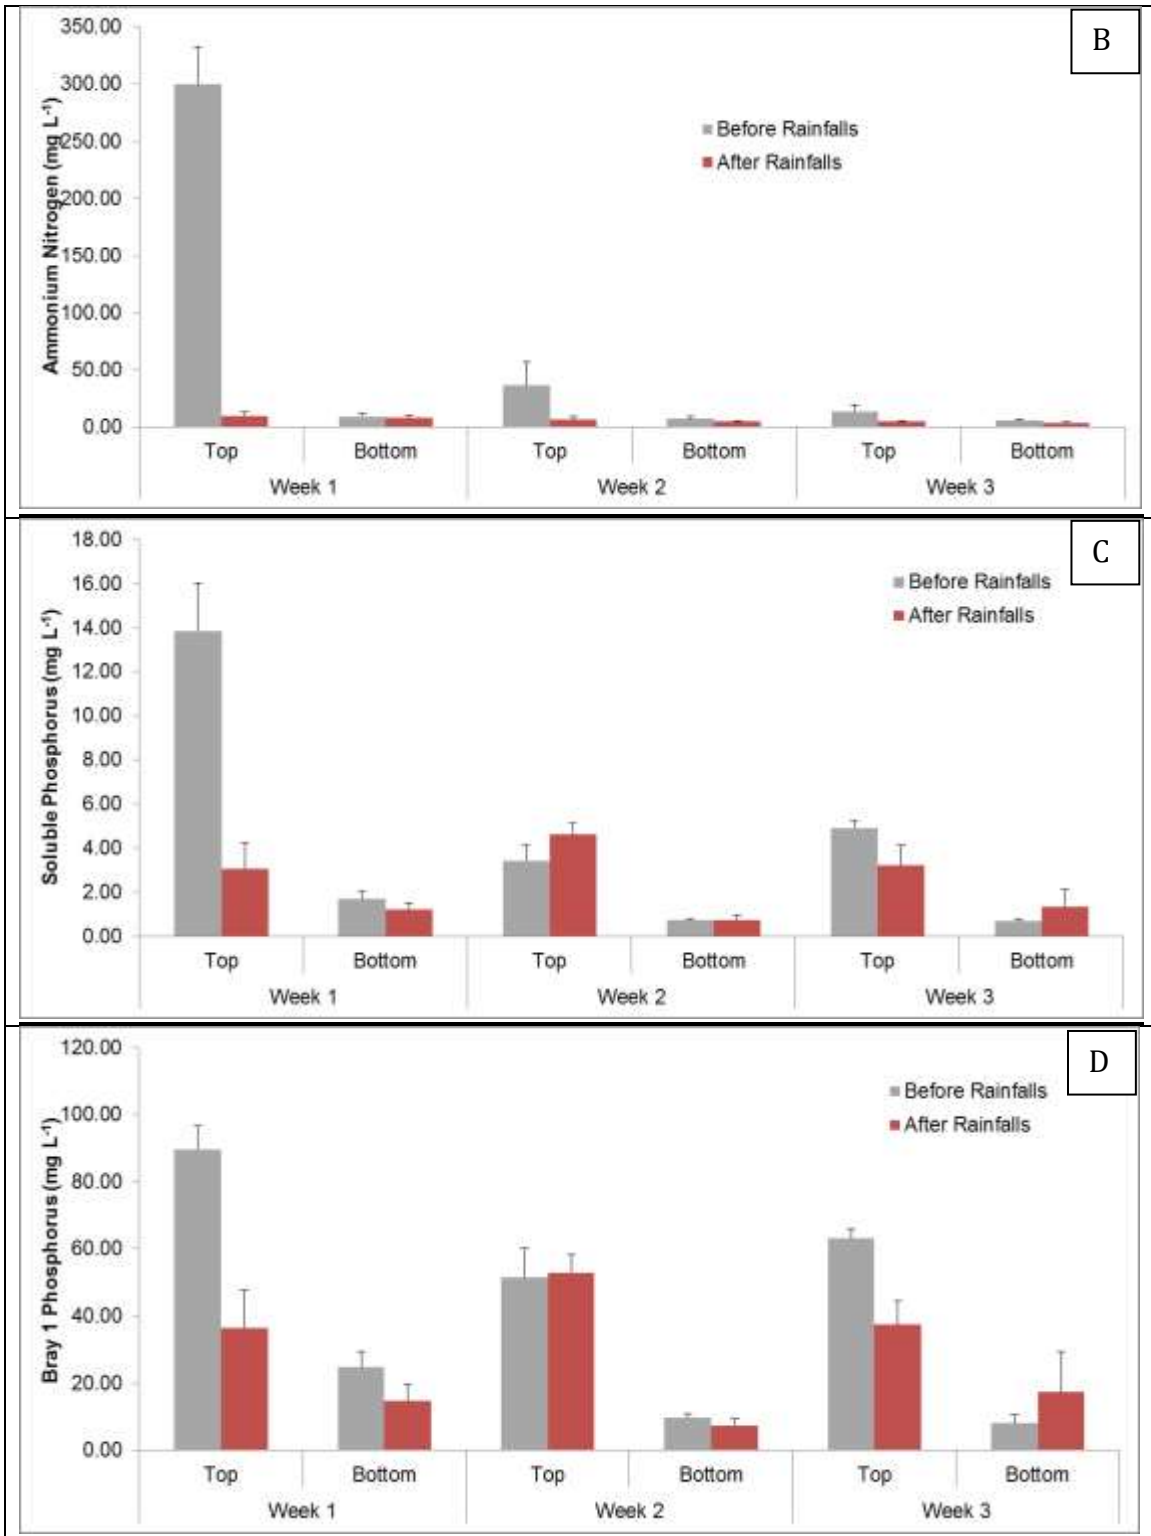 B
350.00
300.00
250.00
200.00
150.00
100.00
50.00
0.00
Ammonium Nitrogen (mg L⁻¹)
Before Rainfalls
After Rainfalls
Top Bottom Top Bottom Top Bottom
Week 1 Week 2 Week 3
C
18.00
16.00
14.00
12.00
10.00
8.00
6.00
4.00
2.00
0.00
Soluble Phosphorus (mg L⁻¹)
Before Rainfalls
After Rainfalls
Top Bottom Top Bottom Top Bottom
Week 1 Week 2 Week 3
D
120.00
100.00
80.00
60.00
40.00
20.00
0.00
Bray 1 Phosphorus (mg L⁻¹)
Before Rainfalls
After Rainfalls
Top Bottom Top Bottom Top Bottom
Week 1 Week 2 Week 3